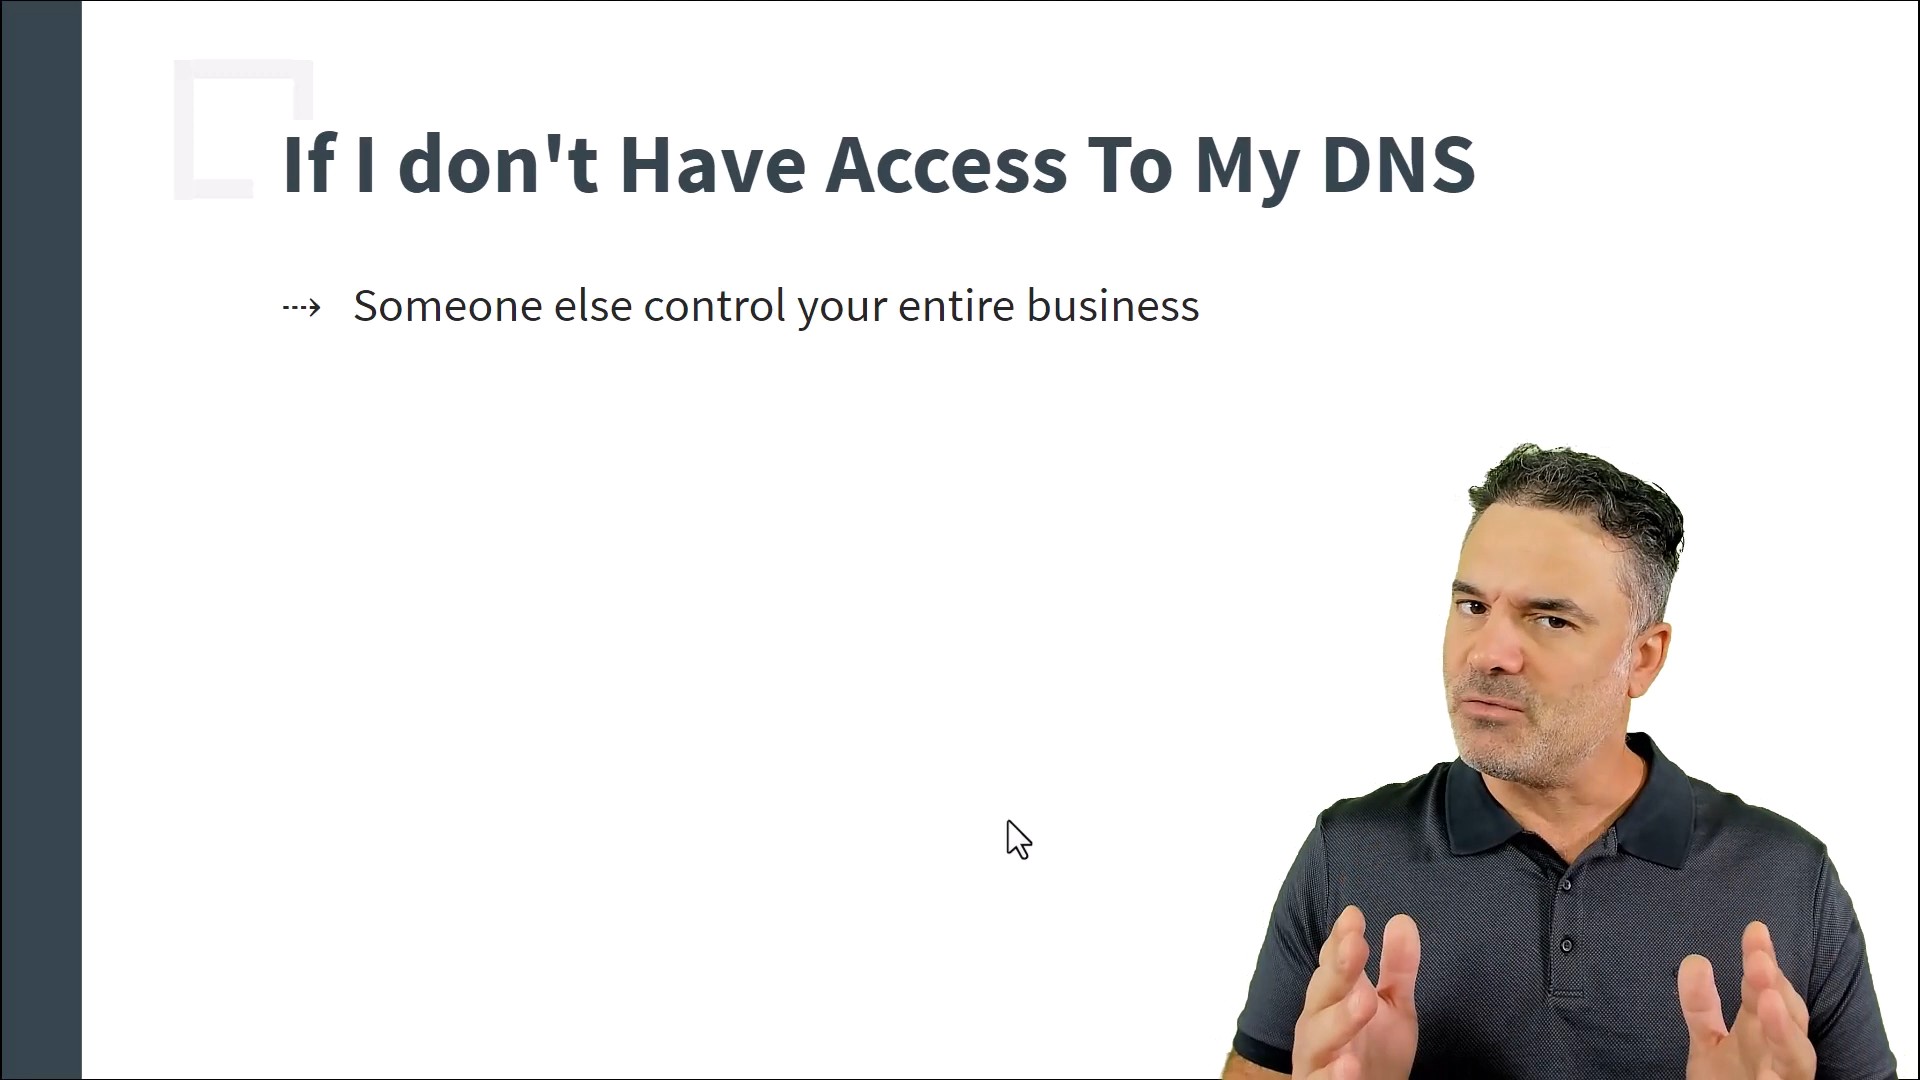 If I don't Have Access To My DNS
⇢ Someone else control your entire business